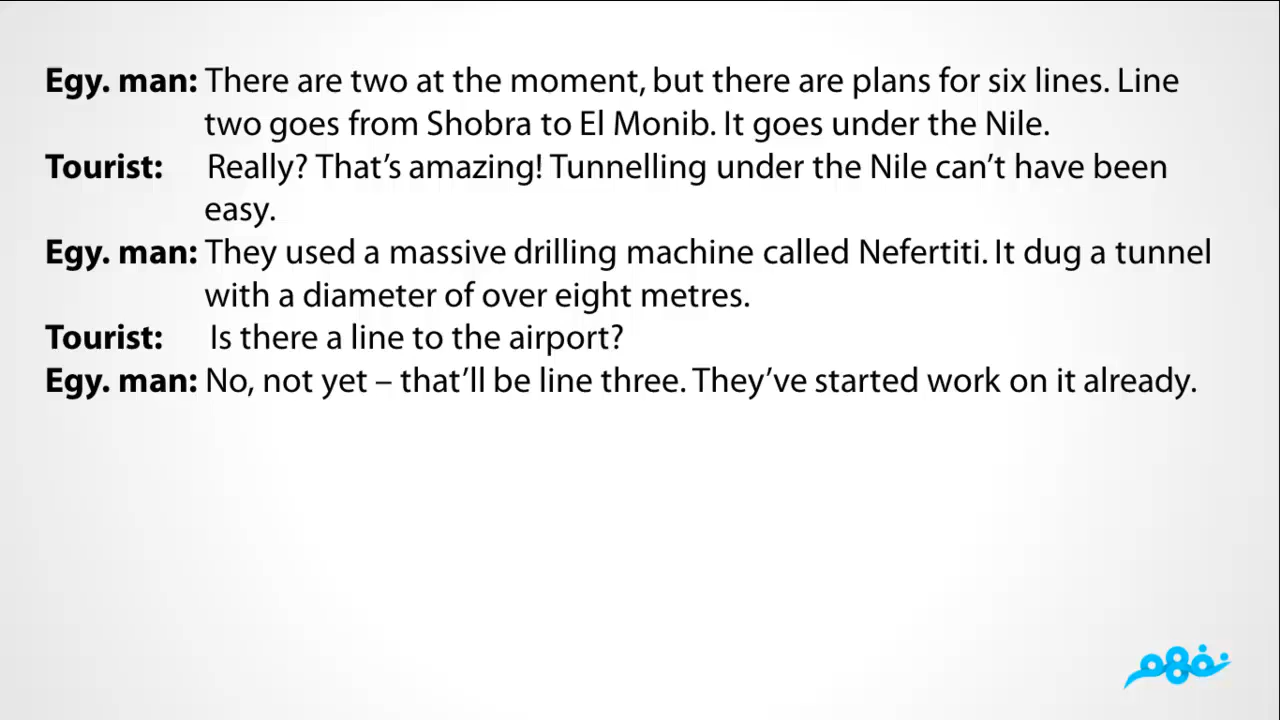 Egy. man: There are two at the moment, but there are plans for six lines. Line
two goes from Shobra to El Monib. It goes under the Nile.
Tourist: Really? That’s amazing! Tunnelling under the Nile can’t have been
easy.
Egy. man: They used a massive drilling machine called Nefertiti. It dug a tunnel
with a diameter of over eight metres.
Tourist: Is there a line to the airport?
Egy. man: No, not yet – that’ll be line three. They’ve started work on it already.
نفهم